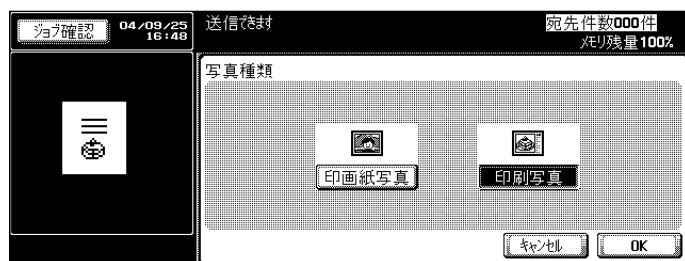 ジョブ確認
04/09/25
16:48
送信できます
宛先件数000件
メモリ残量100%
写真種類
印画紙写真
印刷写真
キャンセル
OK